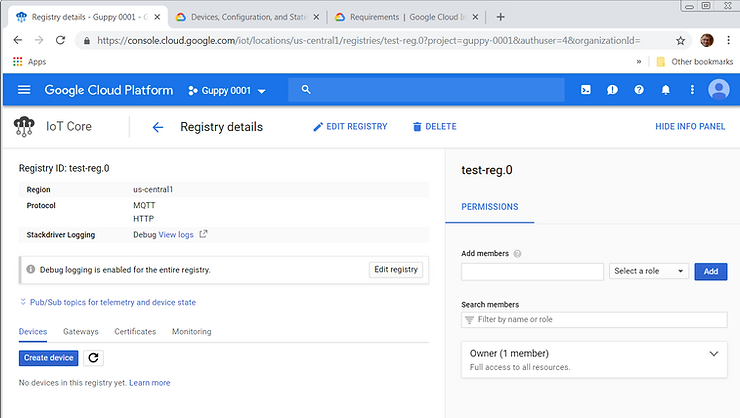 Registry details - Guppy 0001 - G
Devices, Configuration, and State
Requirements | Google Cloud In
https://console.cloud.google.com/iot/locations/us-central1/registries/test-reg.0?project=guppy-0001&authuser=4&organizationId=
Apps
» Other bookmarks
Google Cloud Platform Guppy 0001
IoT Core Registry details EDIT REGISTRY DELETE HIDE INFO PANEL
Registry ID: test-reg.0
Region us-central1
Protocol MQTT
HTTP
Stackdriver Logging Debug View logs
Debug logging is enabled for the entire registry. Edit registry
Pub/Sub topics for telemetry and device state
Devices Gateways Certificates Monitoring
Create device
No devices in this registry yet. Learn more
test-reg.0
PERMISSIONS
Add members
Select a role Add
Search members
Filter by name or role
Owner (1 member)
Full access to all resources.